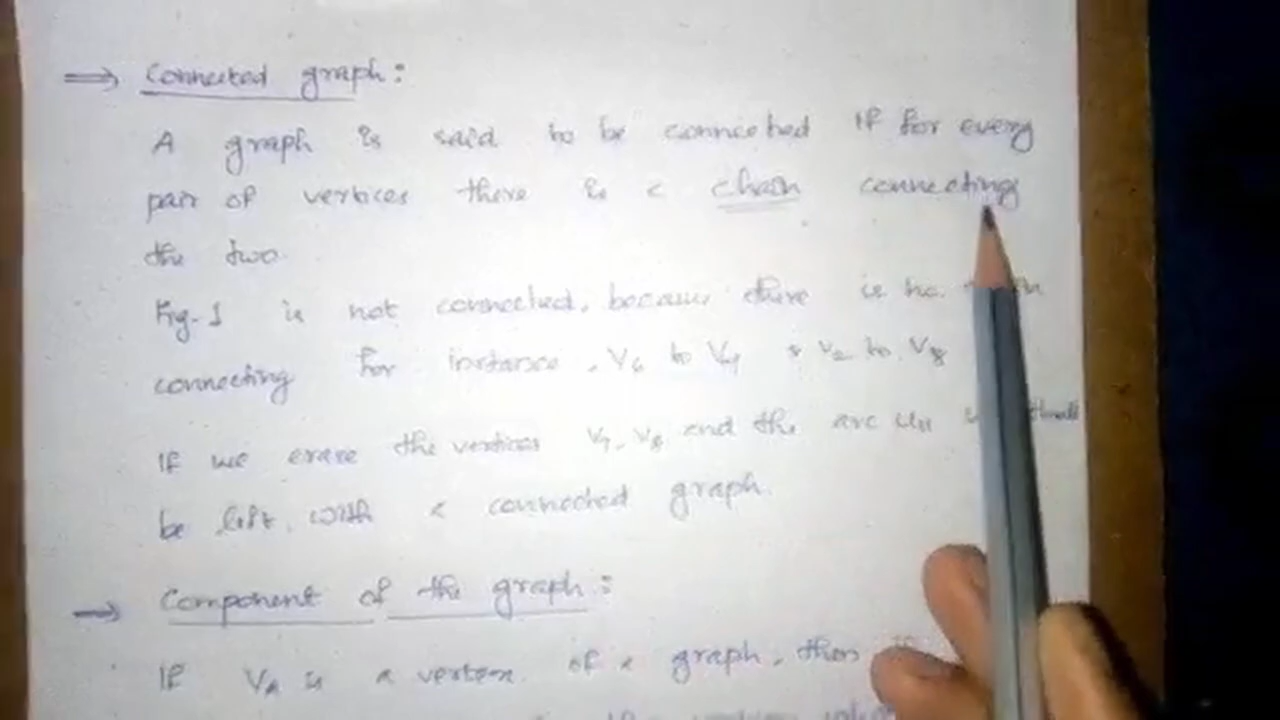 ⇒ Connected graph:
A graph is said to be connected if for every
pair of vertices there is a chain connecting
the two.
Fig-1 is not connected, because there is no
connecting for instance, V6 to V4 & V2 to V8
If we erase the vertices V7, V8 and the arc U11
be left with a connected graph.
→ Component of the graph:
If VA is a vertex of a graph, then